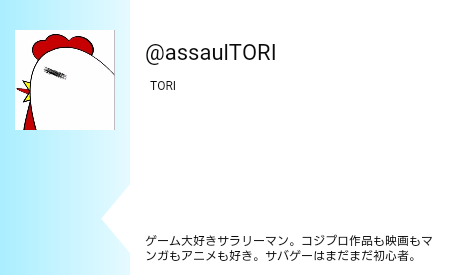 @assaulTORI
TORI
ゲーム大好きサラリーマン。コジプロ作品も映画もマ
ンガもアニメも好き。サバゲーはまだまだ初心者。